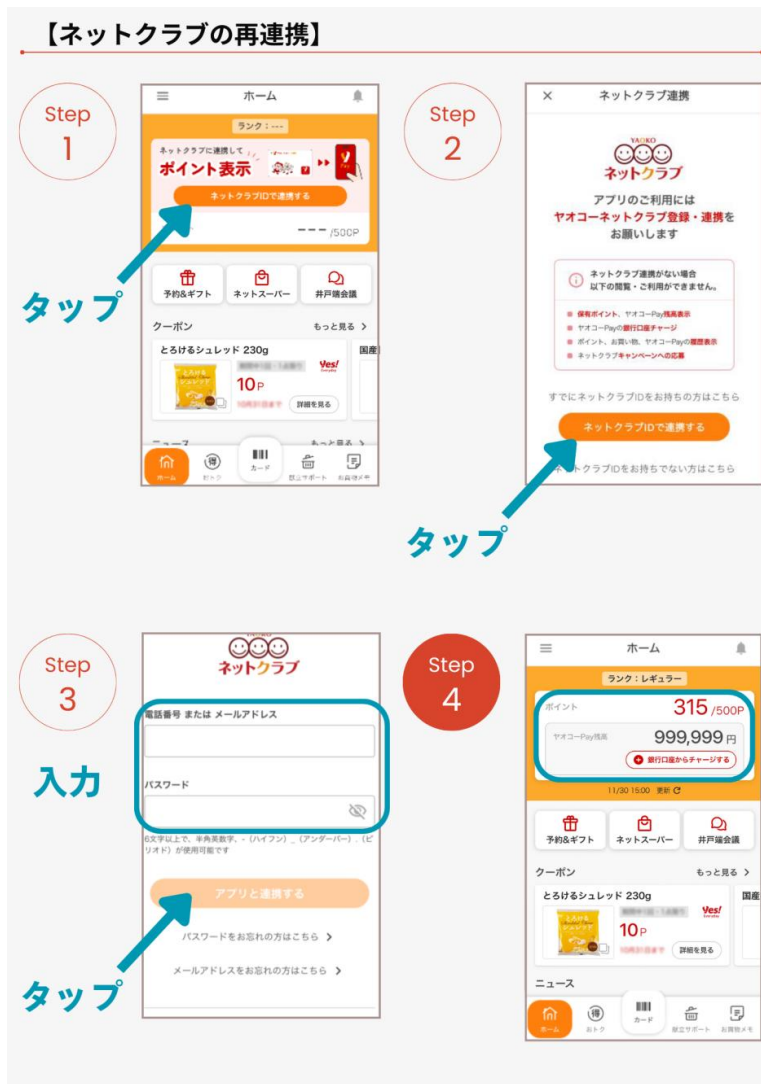 【ネットクラブの再連携】
Step
1
ホーム
ランク：---
ネットクラブに連携して
ポイント表示
ネットクラブIDで連携する
--- /500P
タップ
予約&ギフト
ネットスーパー
井戸端会議
クーポン
もっと見る
とろけるシュレッド 230g
国産
Yes!
10P
詳細を見る
ニュース
もっと見る
ホーム
おトク
カード
献立サポート
お買物メモ
Step
2
ネットクラブ連携
YAOKO
ネットクラブ
アプリのご利用には
ヤオコーネットクラブ登録・連携を
お願いします
ネットクラブ連携がない場合
以下の閲覧・ご利用ができません。
保有ポイント、ヤオコーPay残高表示
ヤオコーPayの銀行口座チャージ
ポイント、お買い物、ヤオコーPayの履歴表示
ネットクラブキャンペーンへの応募
すでにネットクラブIDをお持ちの方はこちら
ネットクラブIDで連携する
ネットクラブIDをお持ちでない方はこちら
タップ
Step
3
ネットクラブ
入力
電話番号 または メールアドレス
パスワード
6文字以上で、半角英数字、-（ハイフン）_（アンダーバー）.（ピ
リオド）が使用可能です
アプリと連携する
パスワードをお忘れの方はこちら
メールアドレスをお忘れの方はこちら
タップ
Step
4
ホーム
ランク：レギュラー
ポイント
315 /500P
ヤオコーPay残高
999,999 円
銀行口座からチャージする
11/30 15:00 更新
予約&ギフト
ネットスーパー
井戸端会議
クーポン
もっと見る
とろけるシュレッド 230g
国産
Yes!
10P
詳細を見る
ニュース
ホーム
おトク
カード
献立サポート
お買物メモ